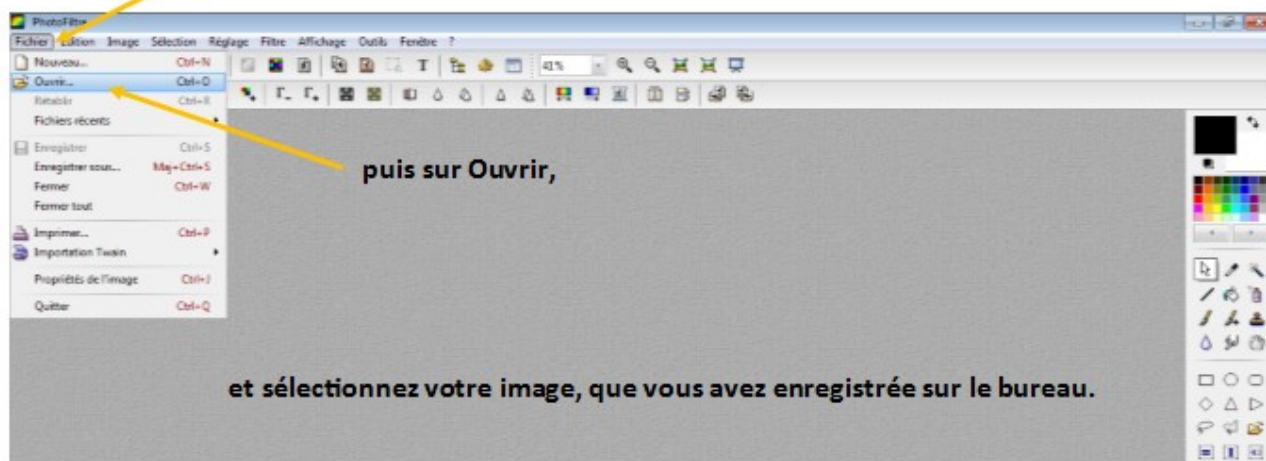 PhotoFiltre
Fichier Edition Image Sélection Réglage Filtre Affichage Outils Fenêtre ?
Nouveau... Ctrl+N
41%
Ouvrir... Ctrl+O
Rétablir Ctrl+R
Fichiers récents
Enregistrer Ctrl+S
Enregistrer sous... Maj+Ctrl+S
puis sur Ouvrir,
Fermer Ctrl+W
Fermer tout
Imprimer... Ctrl+P
Importation Twain
Propriétés de l'image Ctrl+J
Quitter Ctrl+Q
et sélectionnez votre image, que vous avez enregistrée sur le bureau.